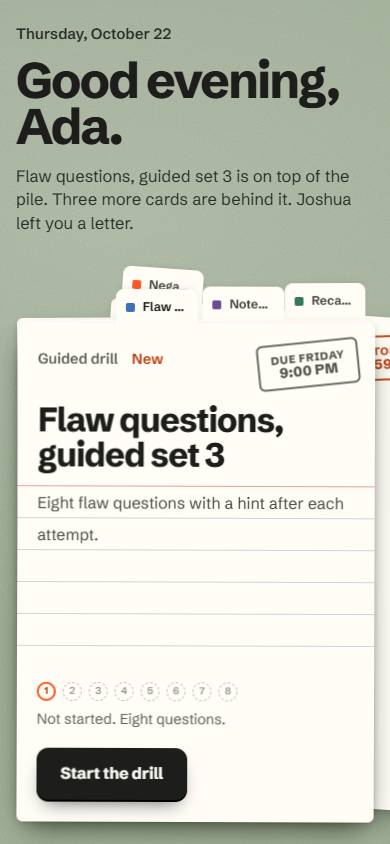 Thursday, October 22
Good evening,
Ada.
Flaw questions, guided set 3 is on top of the
pile. Three more cards are behind it. Joshua
left you a letter.
Nega…
Flaw ...
Note...
Reca...
Guided drill New
DUE FRIDAY
9:00 PM
Flaw questions,
guided set 3
Eight flaw questions with a hint after each
attempt.
1 2 3 4 5 6 7 8
Not started. Eight questions.
Start the drill